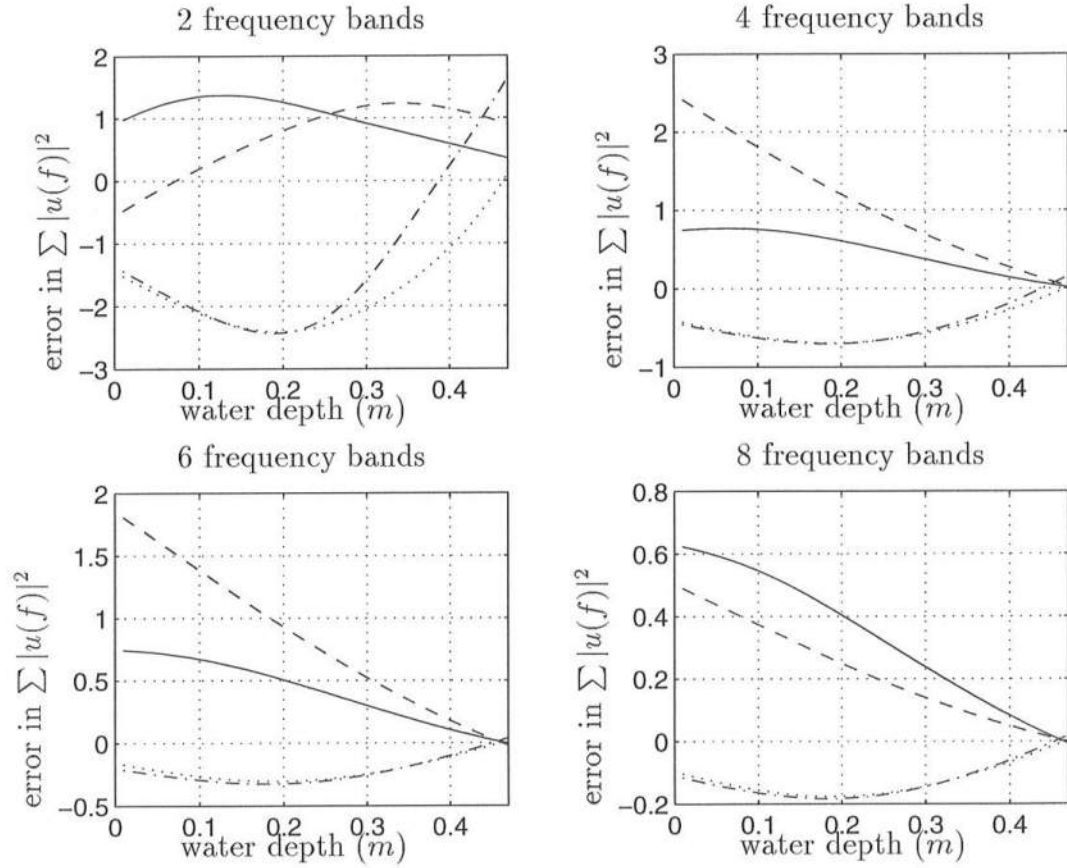 2 frequency bands
2
1
0
−1
−2
−3
error in ∑ |u(f)|²
0 0.1 0.2 0.3 0.4
water depth (m)
4 frequency bands
3
2
1
0
−1
error in ∑ |u(f)|²
0 0.1 0.2 0.3 0.4
water depth (m)
6 frequency bands
2
1.5
1
0.5
0
−0.5
error in ∑ |u(f)|²
0 0.1 0.2 0.3 0.4
water depth (m)
8 frequency bands
0.8
0.6
0.4
0.2
0
−0.2
error in ∑ |u(f)|²
0 0.1 0.2 0.3 0.4
water depth (m)